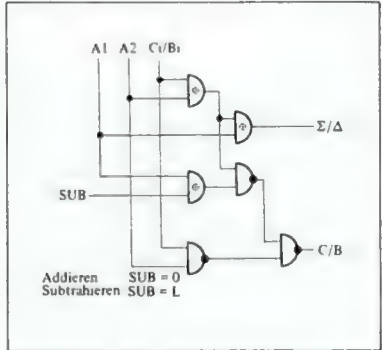 A1 A2 Ci/Bi
Σ/Δ
SUB
C/B
Addieren SUB = 0
Subtrahieren SUB = L